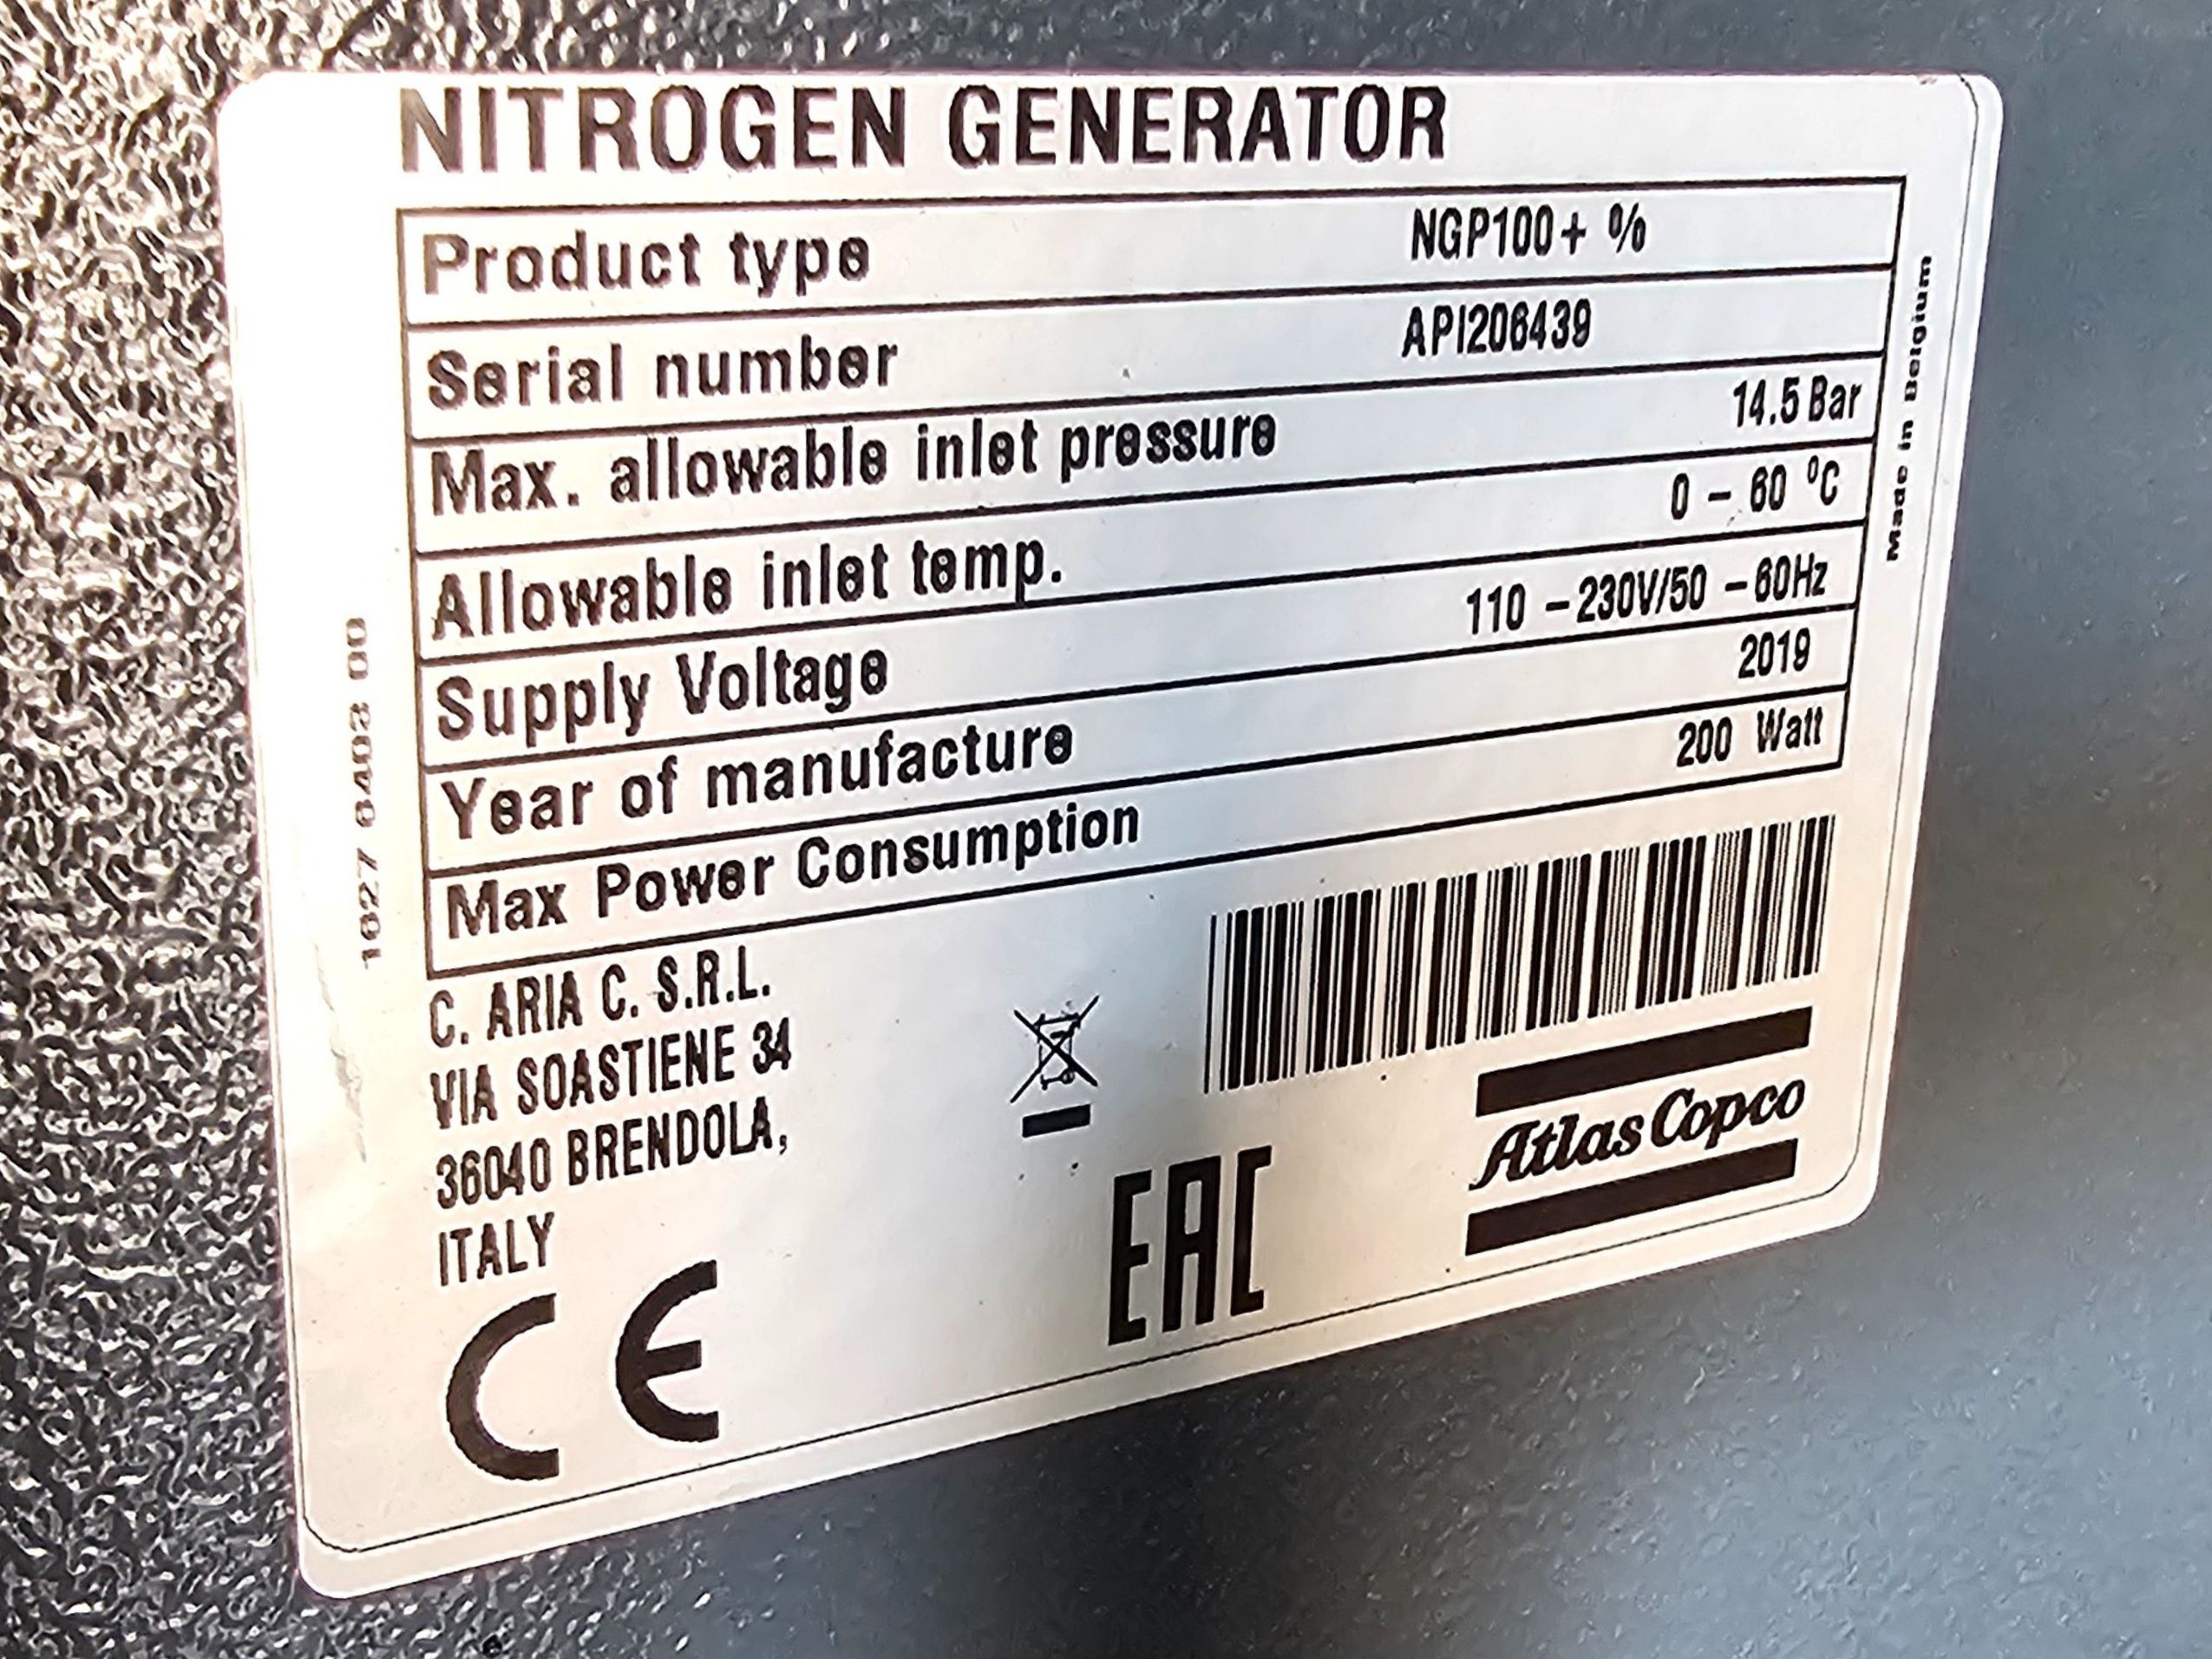 NITROGEN GENERATOR
Product type NGP100+ %
Serial number API206439
Max. allowable inlet pressure 14.5 Bar
Allowable inlet temp. 0 - 60 °C
Supply Voltage 110 -230V/50 -60Hz
Year of manufacture 2019
Max Power Consumption 200 Watt
C. ARIA C. S.R.L.
VIA SOASTIENE 34
36040 BRENDOLA,
ITALY
CE
EAC
Atlas Copco
Made in Belgium
1627 8403 00